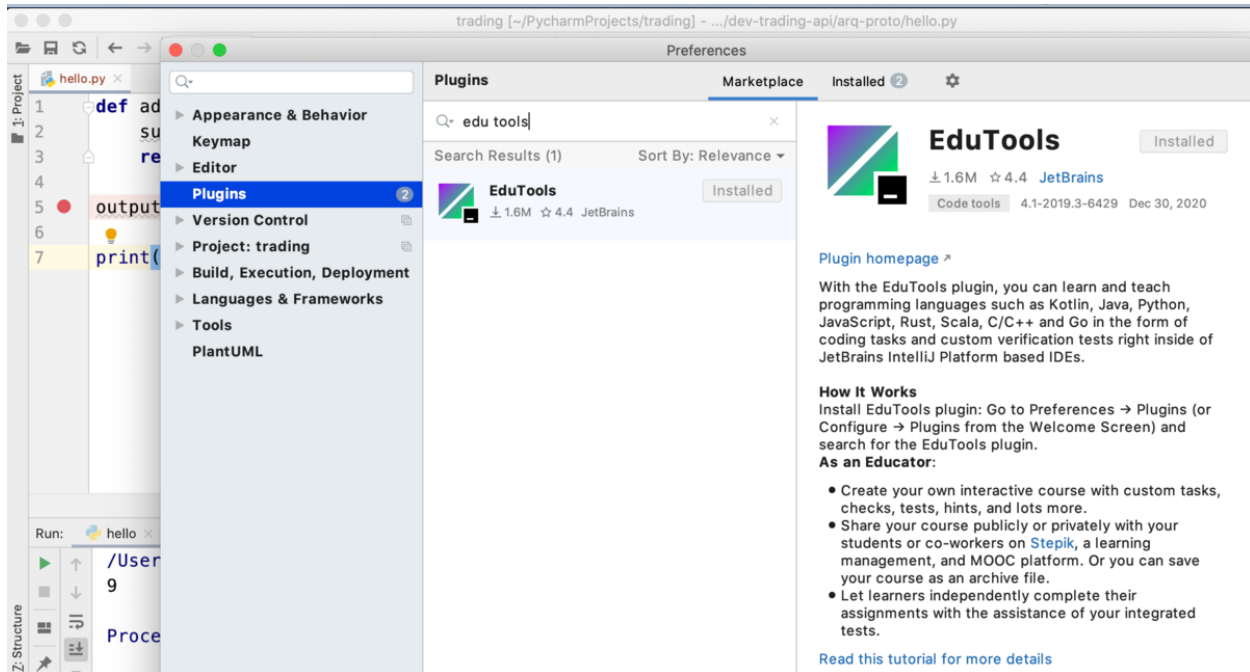 trading [~/PycharmProjects/trading] - .../dev-trading-api/arq-proto/hello.py
Preferences
1: Project
hello.py
1 def ad
2 su
3 re
4
5 output
6
7 print(
Appearance & Behavior
Keymap
Editor
Plugins 2
Version Control
Project: trading
Build, Execution, Deployment
Languages & Frameworks
Tools
PlantUML
Plugins Marketplace Installed 2
edu tools
Search Results (1) Sort By: Relevance
EduTools Installed
1.6M 4.4 JetBrains
EduTools Installed
1.6M 4.4 JetBrains
Code tools 4.1-2019.3-6429 Dec 30, 2020
Plugin homepage
With the EduTools plugin, you can learn and teach
programming languages such as Kotlin, Java, Python,
JavaScript, Rust, Scala, C/C++ and Go in the form of
coding tasks and custom verification tests right inside of
JetBrains IntelliJ Platform based IDEs.
How It Works
Install EduTools plugin: Go to Preferences → Plugins (or
Configure → Plugins from the Welcome Screen) and
search for the EduTools plugin.
As an Educator:
• Create your own interactive course with custom tasks,
checks, tests, hints, and lots more.
• Share your course publicly or privately with your
students or co-workers on Stepik, a learning
management, and MOOC platform. Or you can save
your course as an archive file.
• Let learners independently complete their
assignments with the assistance of your integrated
tests.
Read this tutorial for more details
Run: hello
/User
9
Proce
Z: Structure